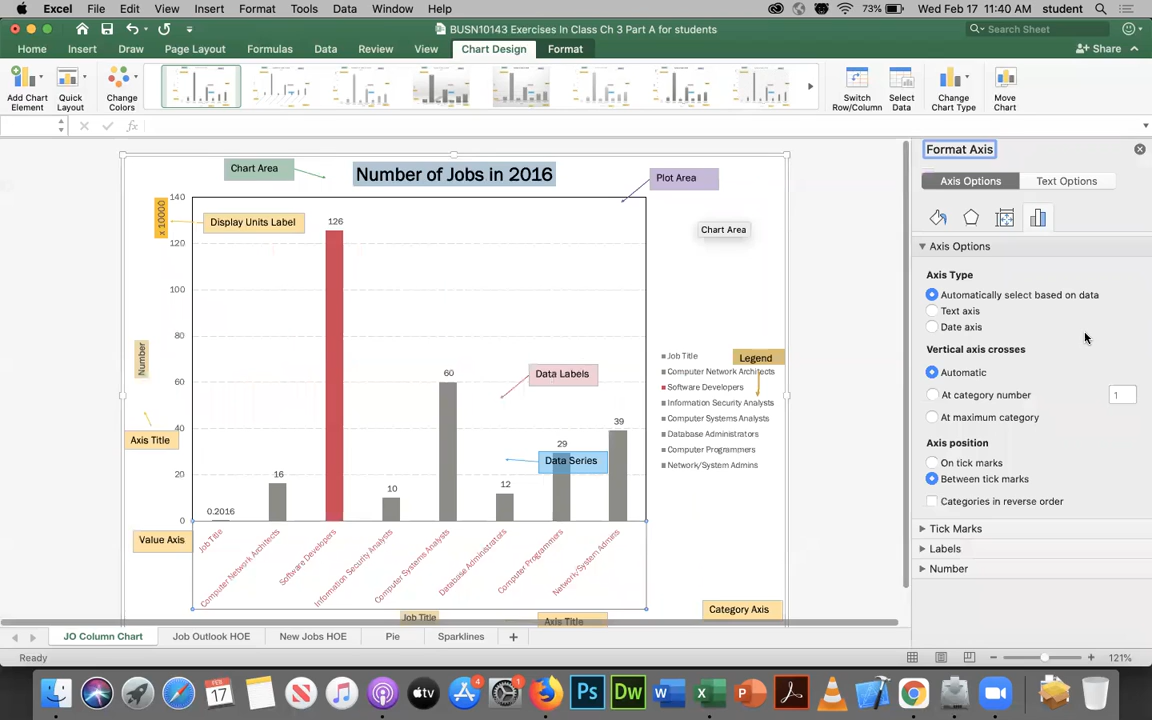 Excel File Edit View Insert Format Tools Data Window Help 73% Wed Feb 17 11:40 AM student
BUSN10143 Exercises In Class Ch 3 Part A for students
Search Sheet
Home Insert Draw Page Layout Formulas Data Review View Chart Design Format
Share
Add Chart Element
Quick Layout
Change Colors
Switch Row/Column
Select Data
Change Chart Type
Move Chart
fx
Format Axis
Axis Options Text Options
Axis Options
Axis Type
Automatically select based on data
Text axis
Date axis
Vertical axis crosses
Automatic
At category number 1
At maximum category
Axis position
On tick marks
Between tick marks
Categories in reverse order
Tick Marks
Labels
Number
Chart Area
Number of Jobs in 2016
Plot Area
Chart Area
x 10000
Display Units Label
140
120
100
80
60
40
20
0
Number
Axis Title
Value Axis
0.2016
16
126
10
60
12
29
39
Data Labels
Data Series
Legend
Job Title
Computer Network Architects
Software Developers
Information Security Analysts
Computer Systems Analysts
Database Administrators
Computer Programmers
Network/System Admins
Job Title
Computer Network Architects
Software Developers
Information Security Analysts
Computer Systems Analysts
Database Administrators
Computer Programmers
Network/System Admins
Category Axis
Job Title
Axis Title
JO Column Chart Job Outlook HOE New Jobs HOE Pie Sparklines
Ready
121%
FEB
17
tv
4
1
Ps
Dw
W
X
P